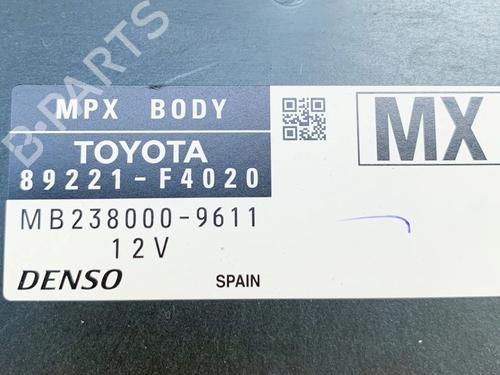 B-PARTS
MPX BODY
TOYOTA
89221-F4020
MX
MB238000-9611
12V
DENSO
SPAIN